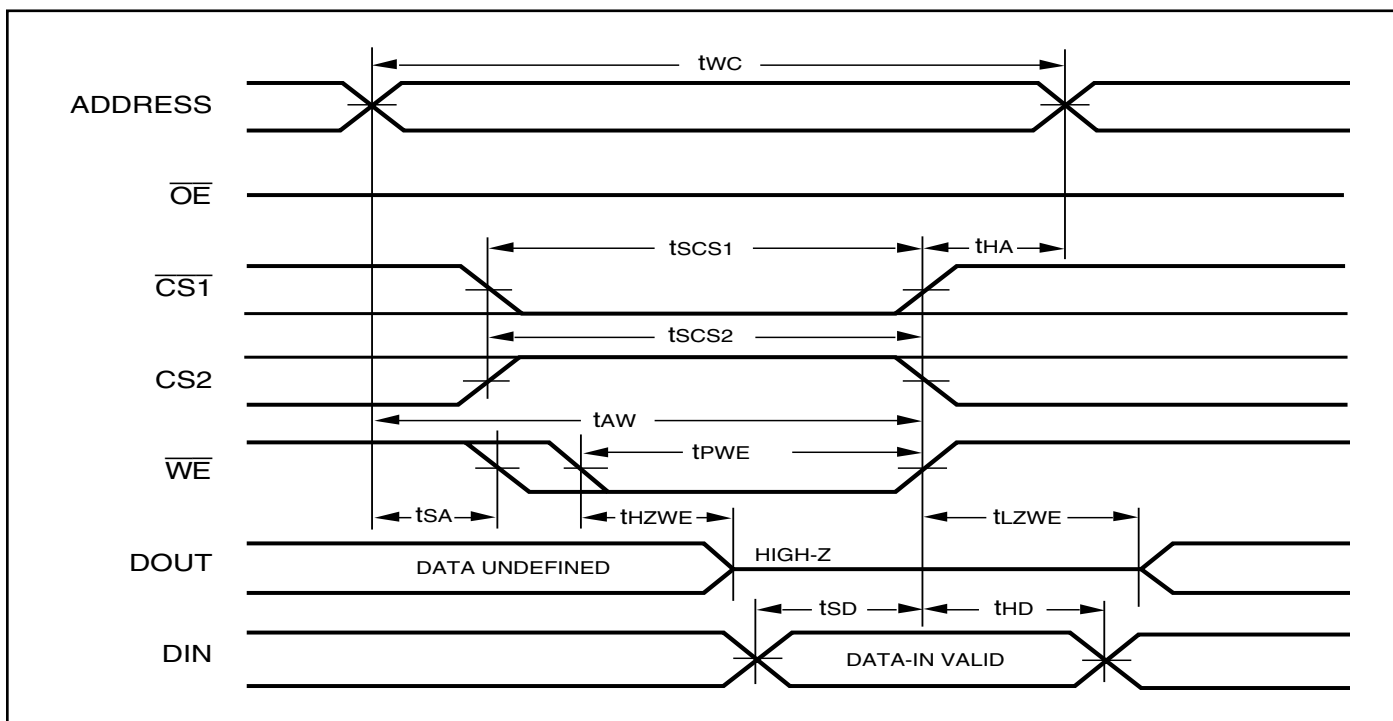 tWC
ADDRESS
OE
tSCS1
tHA
CS1
tSCS2
CS2
tAW
tPWE
WE
tSA
tHZWE
tLZWE
DOUT
DATA UNDEFINED
HIGH-Z
tSD
tHD
DIN
DATA-IN VALID